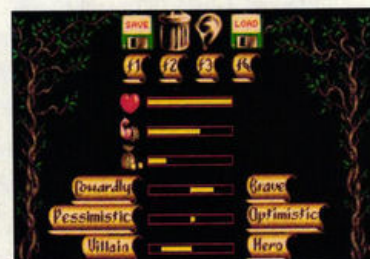 SAVE LOAD
f1 f2 f3 f4
Cowardly Brave
Pessimistic Optimistic
Villain Hero